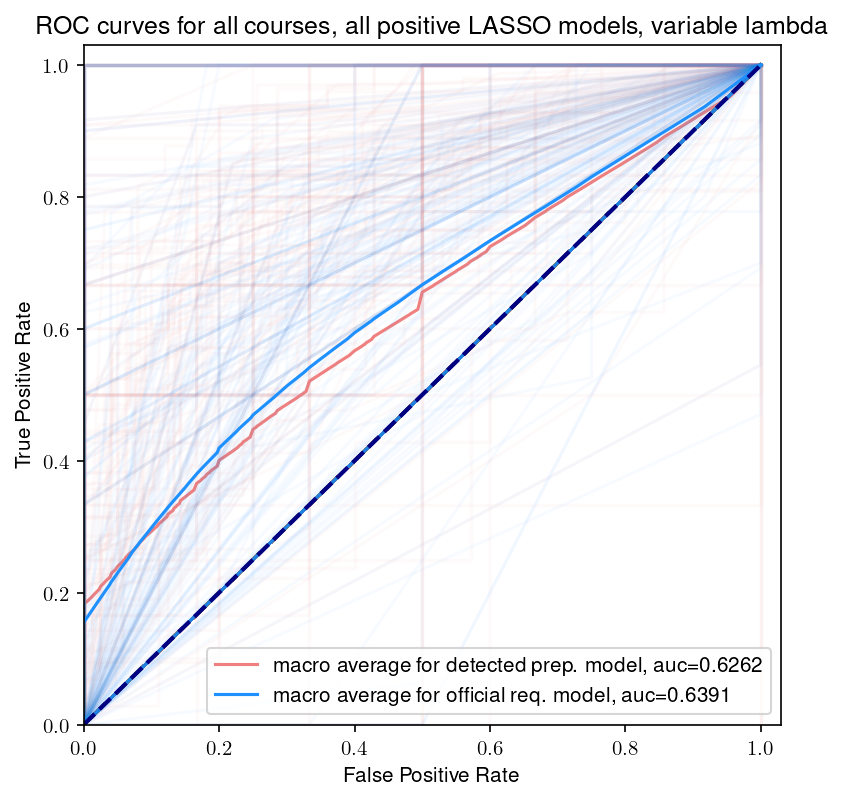 ROC curves for all courses, all positive LASSO models, variable lambda
1.0
0.8
0.6
0.4
0.2
0.0
True Positive Rate
macro average for detected prep. model, auc=0.6262
macro average for official req. model, auc=0.6391
0.0 0.2 0.4 0.6 0.8 1.0
False Positive Rate